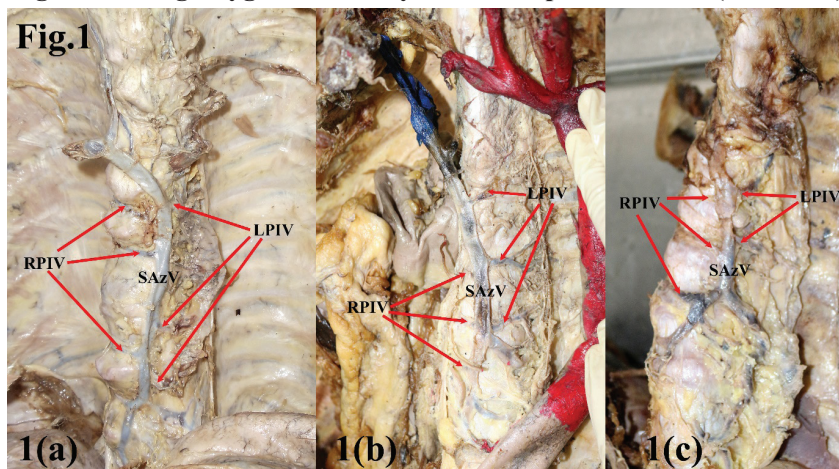 Fig.1
RPIV
LPIV
SAzV
1(a)
LPIV
SAzV
RPIV
1(b)
RPIV
LPIV
SAzV
1(c)